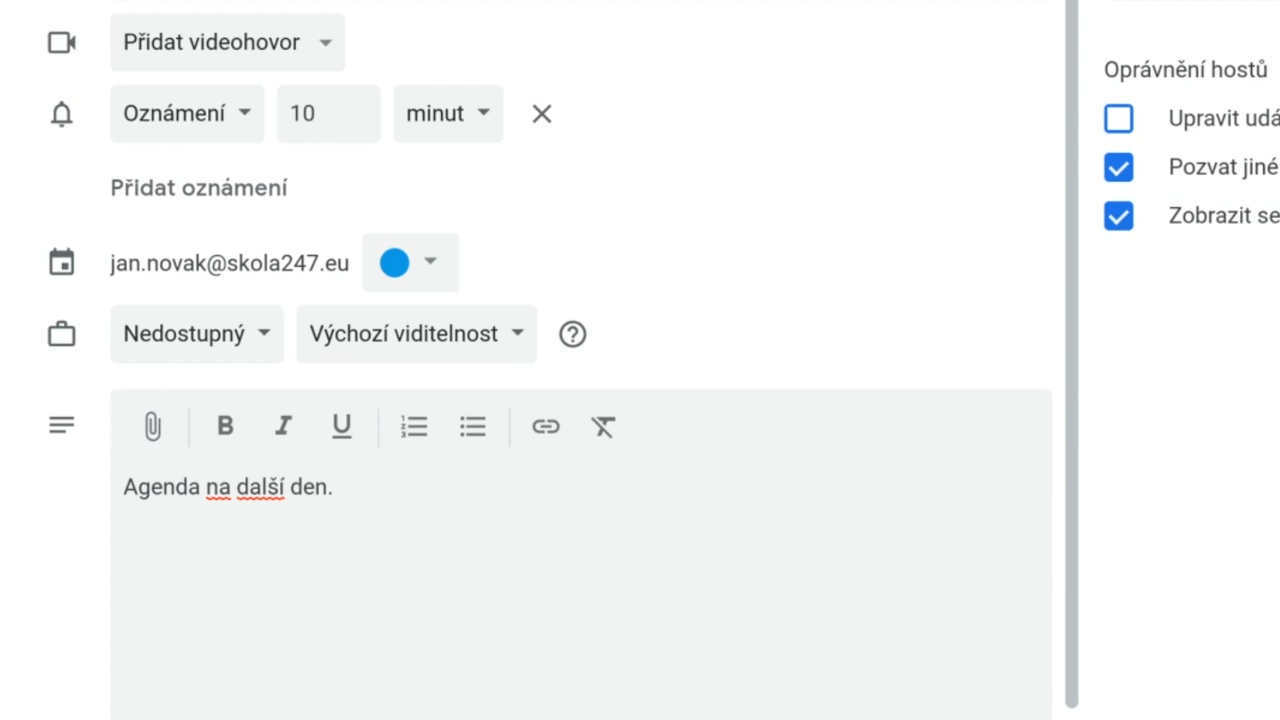 Přidat videohovor
Oznámení 10 minut
Přidat oznámení
jan.novak@skola247.eu
Nedostupný Výchozí viditelnost
B I U
Agenda na další den.
Oprávnění hostů
Upravit udá
Pozvat jiné
Zobrazit se